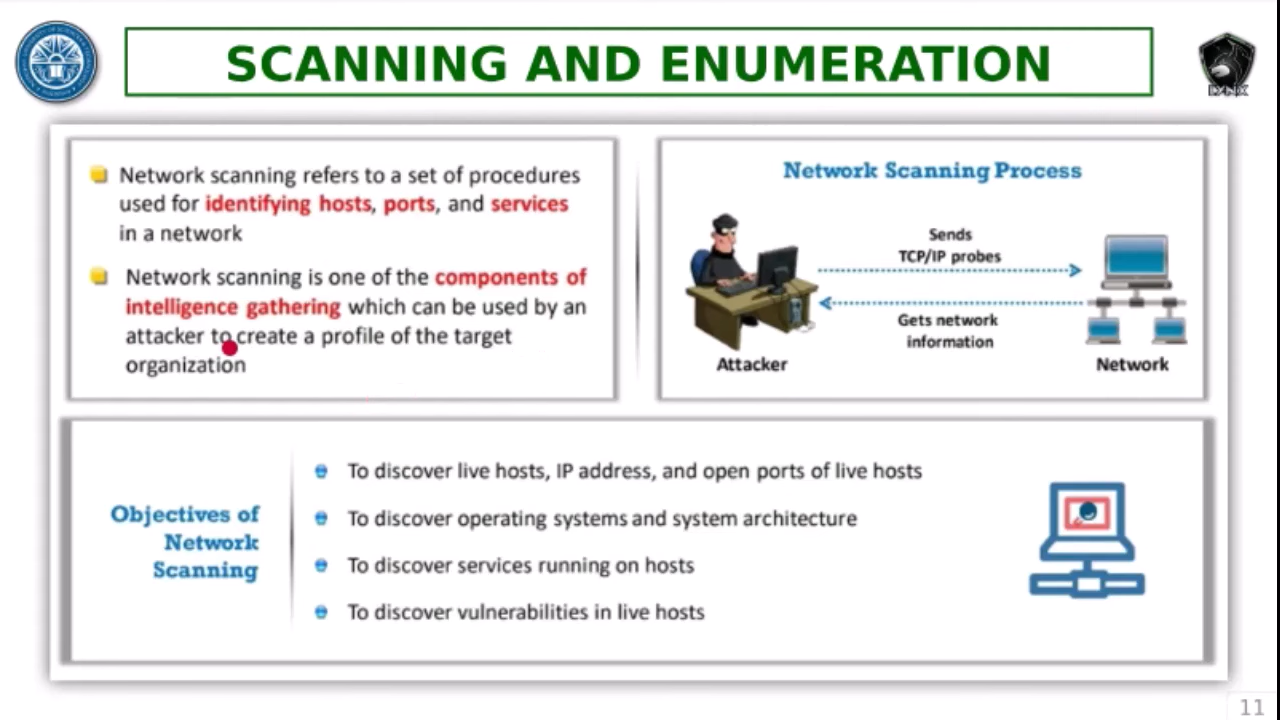 SCANNING AND ENUMERATION
LYNX
Network scanning refers to a set of procedures
used for identifying hosts, ports, and services
in a network
Network scanning is one of the components of
intelligence gathering which can be used by an
attacker to create a profile of the target
organization
Network Scanning Process
Sends
TCP/IP probes
Gets network
information
Attacker
Network
Objectives of
Network
Scanning
To discover live hosts, IP address, and open ports of live hosts
To discover operating systems and system architecture
To discover services running on hosts
To discover vulnerabilities in live hosts
11